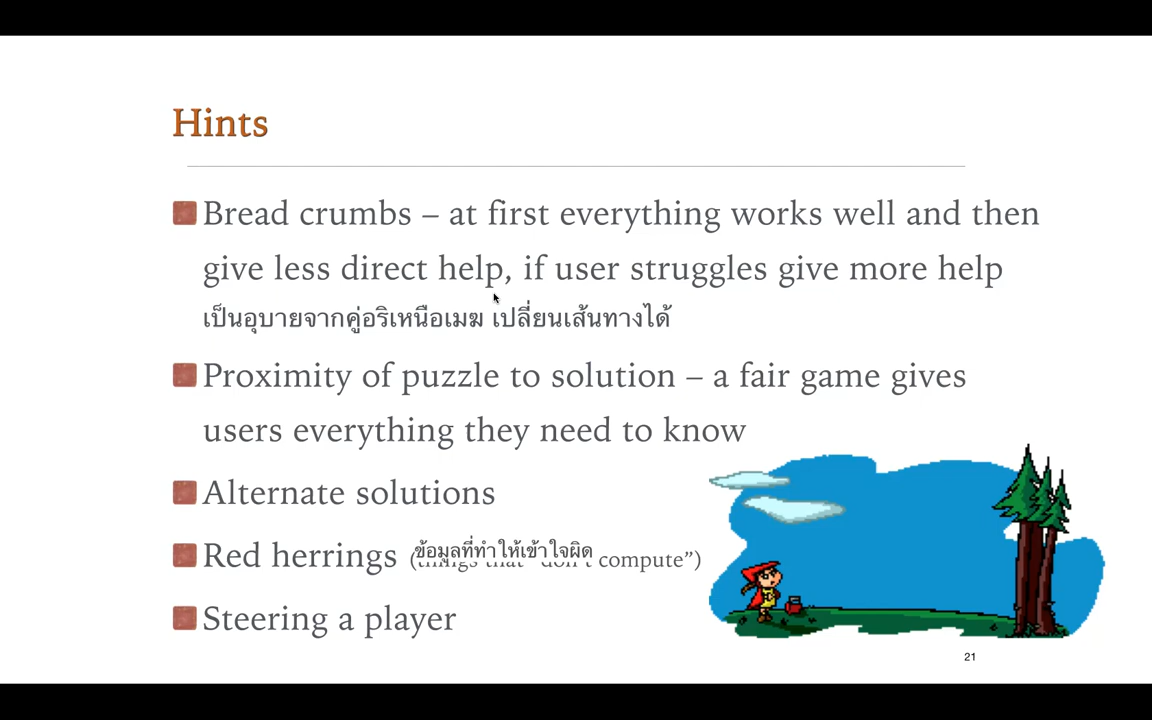 Hints
Bread crumbs – at first everything works well and then
give less direct help, if user struggles give more help
เป็นอุบายจากคู่อริเหนือเมฆ เปลี่ยนเส้นทางได้
Proximity of puzzle to solution – a fair game gives
users everything they need to know
Alternate solutions
Red herrings (ข้อมูลที่ทำให้เข้าใจผิด compute”)
Steering a player
21